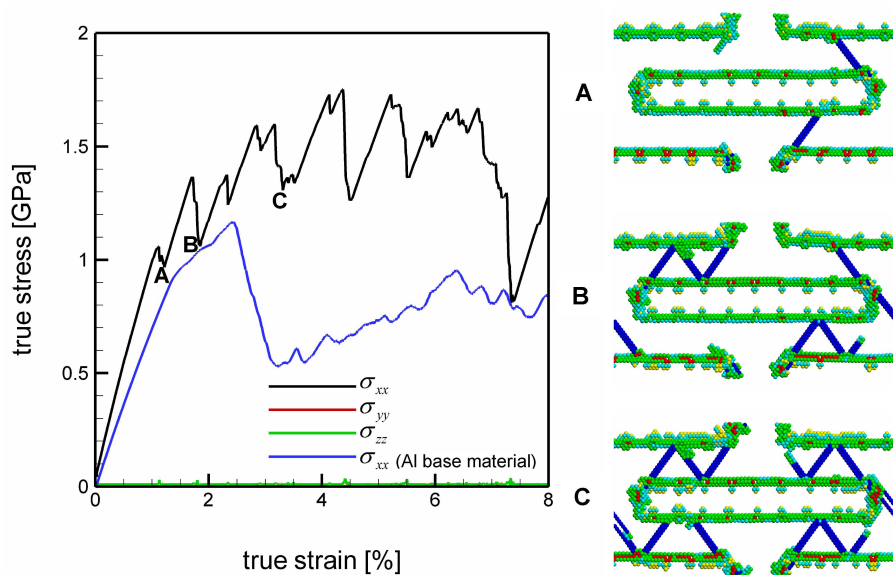 true stress [GPa]
2
1.5
1
0.5
0
A
B
C
σxx
σyy
σzz
σxx (Al base material)
0
2
4
6
8
true strain [%]
A
B
C